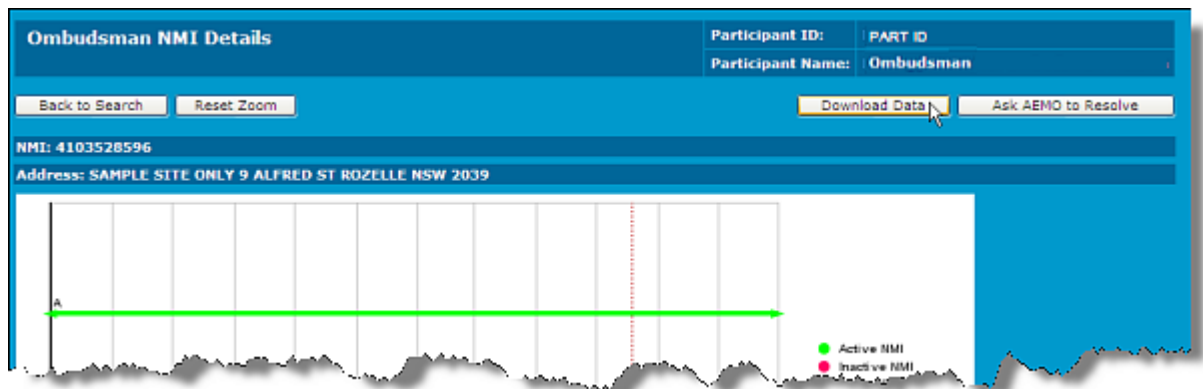 Ombudsman NMI Details
Participant ID: PART ID
Participant Name: Ombudsman
Back to Search Reset Zoom Download Data Ask AEMO to Resolve
NMI: 4103528596
Address: SAMPLE SITE ONLY 9 ALFRED ST ROZELLE NSW 2039
A
Active NMI
Inactive NMI